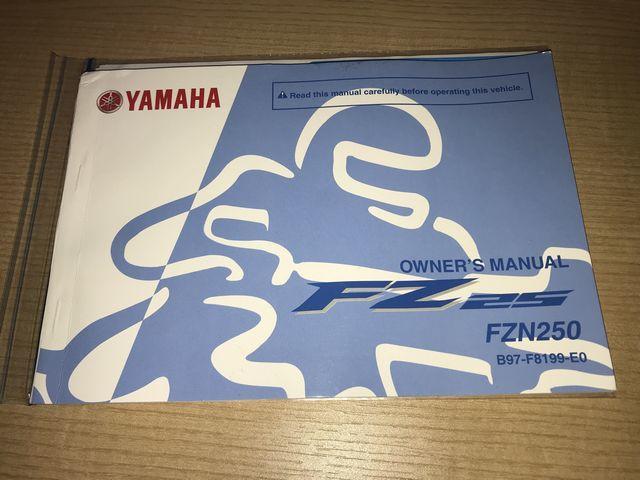 YAMAHA
⚠ Read this manual carefully before operating this vehicle.
OWNER'S MANUAL
FZ25
FZN250
B97-F8199-E0